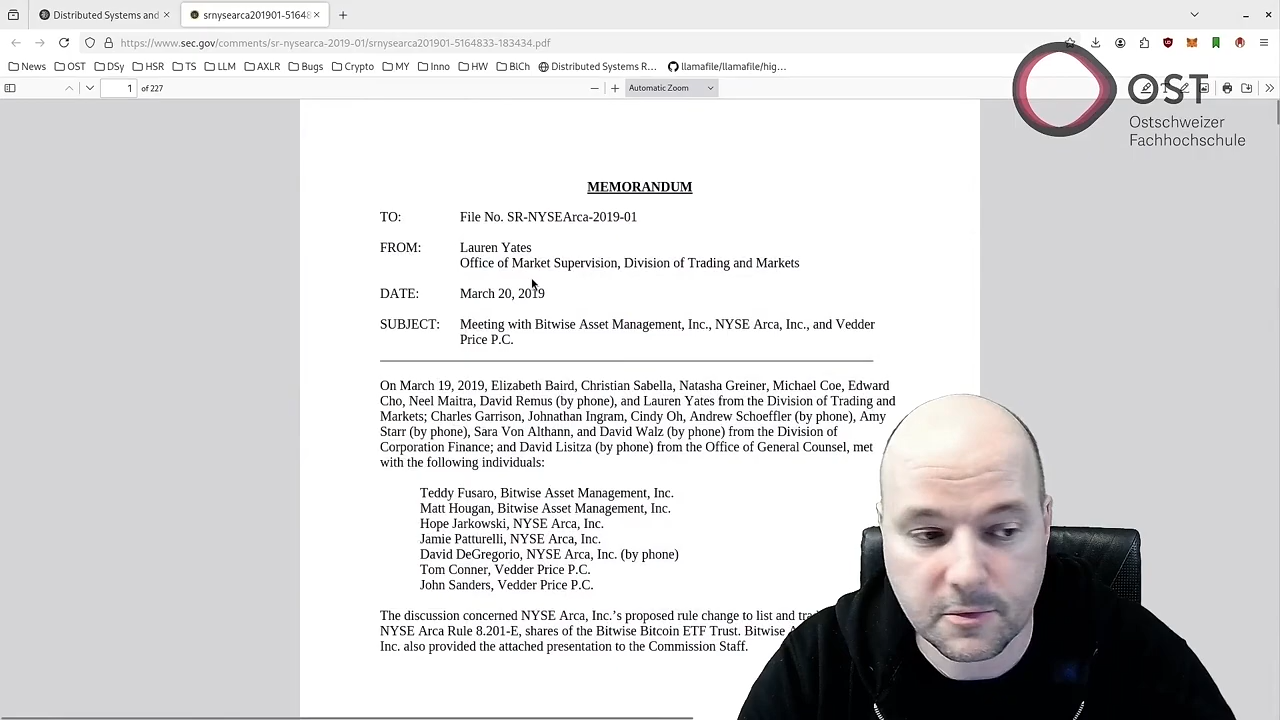 Distributed Systems and
srnysearca201901-5164
https://www.sec.gov/comments/sr-nysearca-2019-01/srnysearca201901-5164833-183434.pdf
News OST DSy HSR TS LLM AXLR Bugs Crypto MY Inno HW BlCh Distributed Systems R... llamafile/llamafile/hig...
1 of 227 Automatic Zoom
OST
Ostschweizer
Fachhochschule
MEMORANDUM
TO: File No. SR-NYSEArca-2019-01
FROM: Lauren Yates
Office of Market Supervision, Division of Trading and Markets
DATE: March 20, 2019
SUBJECT: Meeting with Bitwise Asset Management, Inc., NYSE Arca, Inc., and Vedder
Price P.C.
On March 19, 2019, Elizabeth Baird, Christian Sabella, Natasha Greiner, Michael Coe, Edward
Cho, Neel Maitra, David Remus (by phone), and Lauren Yates from the Division of Trading and
Markets; Charles Garrison, Johnathan Ingram, Cindy Oh, Andrew Schoeffler (by phone), Amy
Starr (by phone), Sara Von Althann, and David Walz (by phone) from the Division of
Corporation Finance; and David Lisitza (by phone) from the Office of General Counsel, met
with the following individuals:
Teddy Fusaro, Bitwise Asset Management, Inc.
Matt Hougan, Bitwise Asset Management, Inc.
Hope Jarkowski, NYSE Arca, Inc.
Jamie Patturelli, NYSE Arca, Inc.
David DeGregorio, NYSE Arca, Inc. (by phone)
Tom Conner, Vedder Price P.C.
John Sanders, Vedder Price P.C.
The discussion concerned NYSE Arca, Inc.'s proposed rule change to list and
NYSE Arca Rule 8.201-E, shares of the Bitwise Bitcoin ETF Trust. Bitwise
Inc. also provided the attached presentation to the Commission Staff.